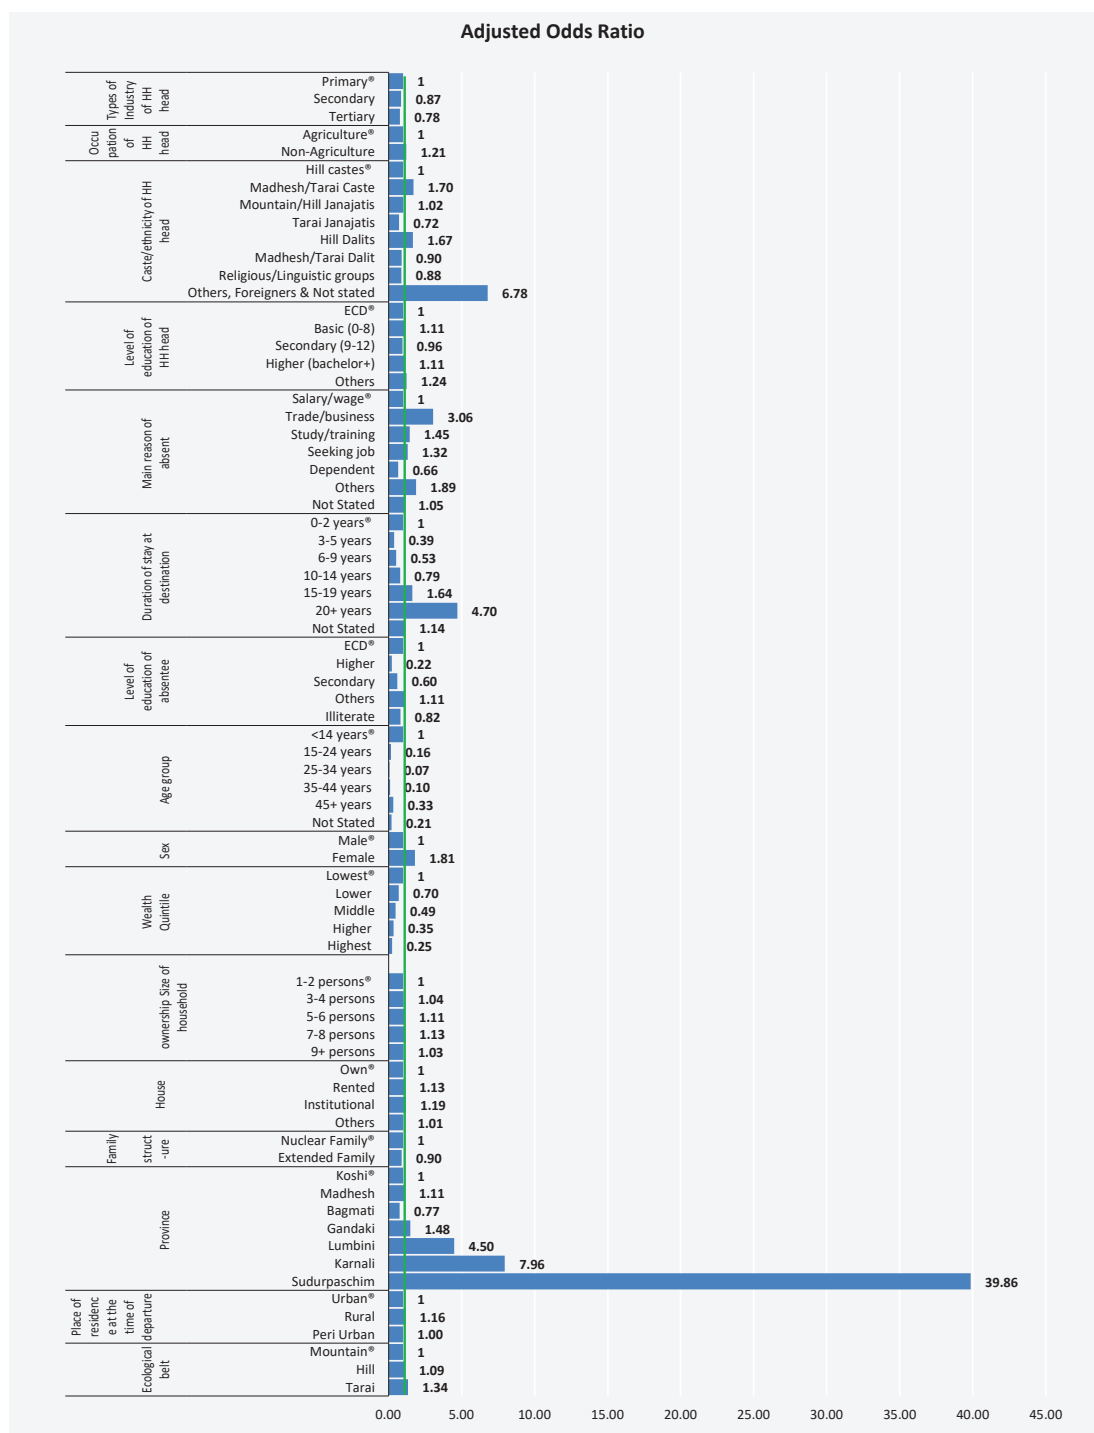 Adjusted Odds Ratio
Types of
Industry
of HH
head
Primary® 1
Secondary 0.87
Tertiary 0.78
Occu
pation
of
HH
head
Agriculture® 1
Non-Agriculture 1.21
Caste/ethnicity of HH
head
Hill castes® 1
Madhesh/Tarai Caste 1.70
Mountain/Hill Janajatis 1.02
Tarai Janajatis 0.72
Hill Dalits 1.67
Madhesh/Tarai Dalit 0.90
Religious/Linguistic groups 0.88
Others, Foreigners & Not stated 6.78
Level of
education of
HH head
ECD® 1
Basic (0-8) 1.11
Secondary (9-12) 0.96
Higher (bachelor+) 1.11
Others 1.24
Main reason of
absent
Salary/wage® 1
Trade/business 3.06
Study/training 1.45
Seeking job 1.32
Dependent 0.66
Others 1.89
Not Stated 1.05
Duration of stay at
destination
0-2 years® 1
3-5 years 0.39
6-9 years 0.53
10-14 years 0.79
15-19 years 1.64
20+ years 4.70
Not Stated 1.14
Level of
education of
absentee
ECD® 1
Higher 0.22
Secondary 0.60
Others 1.11
Illiterate 0.82
Age group
<14 years® 1
15-24 years 0.16
25-34 years 0.07
35-44 years 0.10
45+ years 0.33
Not Stated 0.21
Sex
Male® 1
Female 1.81
Wealth
Quintile
Lowest® 1
Lower 0.70
Middle 0.49
Higher 0.35
Highest 0.25
ownership Size of
household
1-2 persons® 1
3-4 persons 1.04
5-6 persons 1.11
7-8 persons 1.13
9+ persons 1.03
House
Own® 1
Rented 1.13
Institutional 1.19
Others 1.01
Family
struct
-ure
Nuclear Family® 1
Extended Family 0.90
Province
Koshi® 1
Madhesh 1.11
Bagmati 0.77
Gandaki 1.48
Lumbini 4.50
Karnali 7.96
Sudurpaschim 39.86
Place of
residenc
e at the
time of
departure
Urban® 1
Rural 1.16
Peri Urban 1.00
Ecological
belt
Mountain® 1
Hill 1.09
Tarai 1.34
0.00 5.00 10.00 15.00 20.00 25.00 30.00 35.00 40.00 45.00